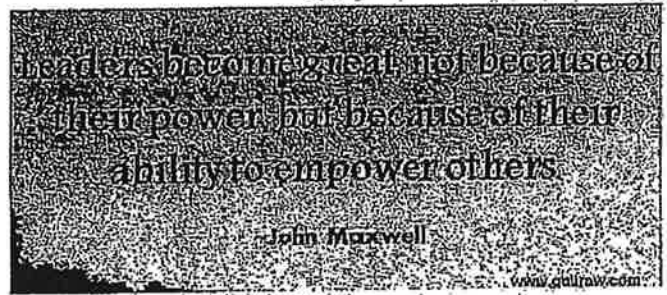 Leaders become great, not because of
their power, but because of their
ability to empower others
-John Maxwell